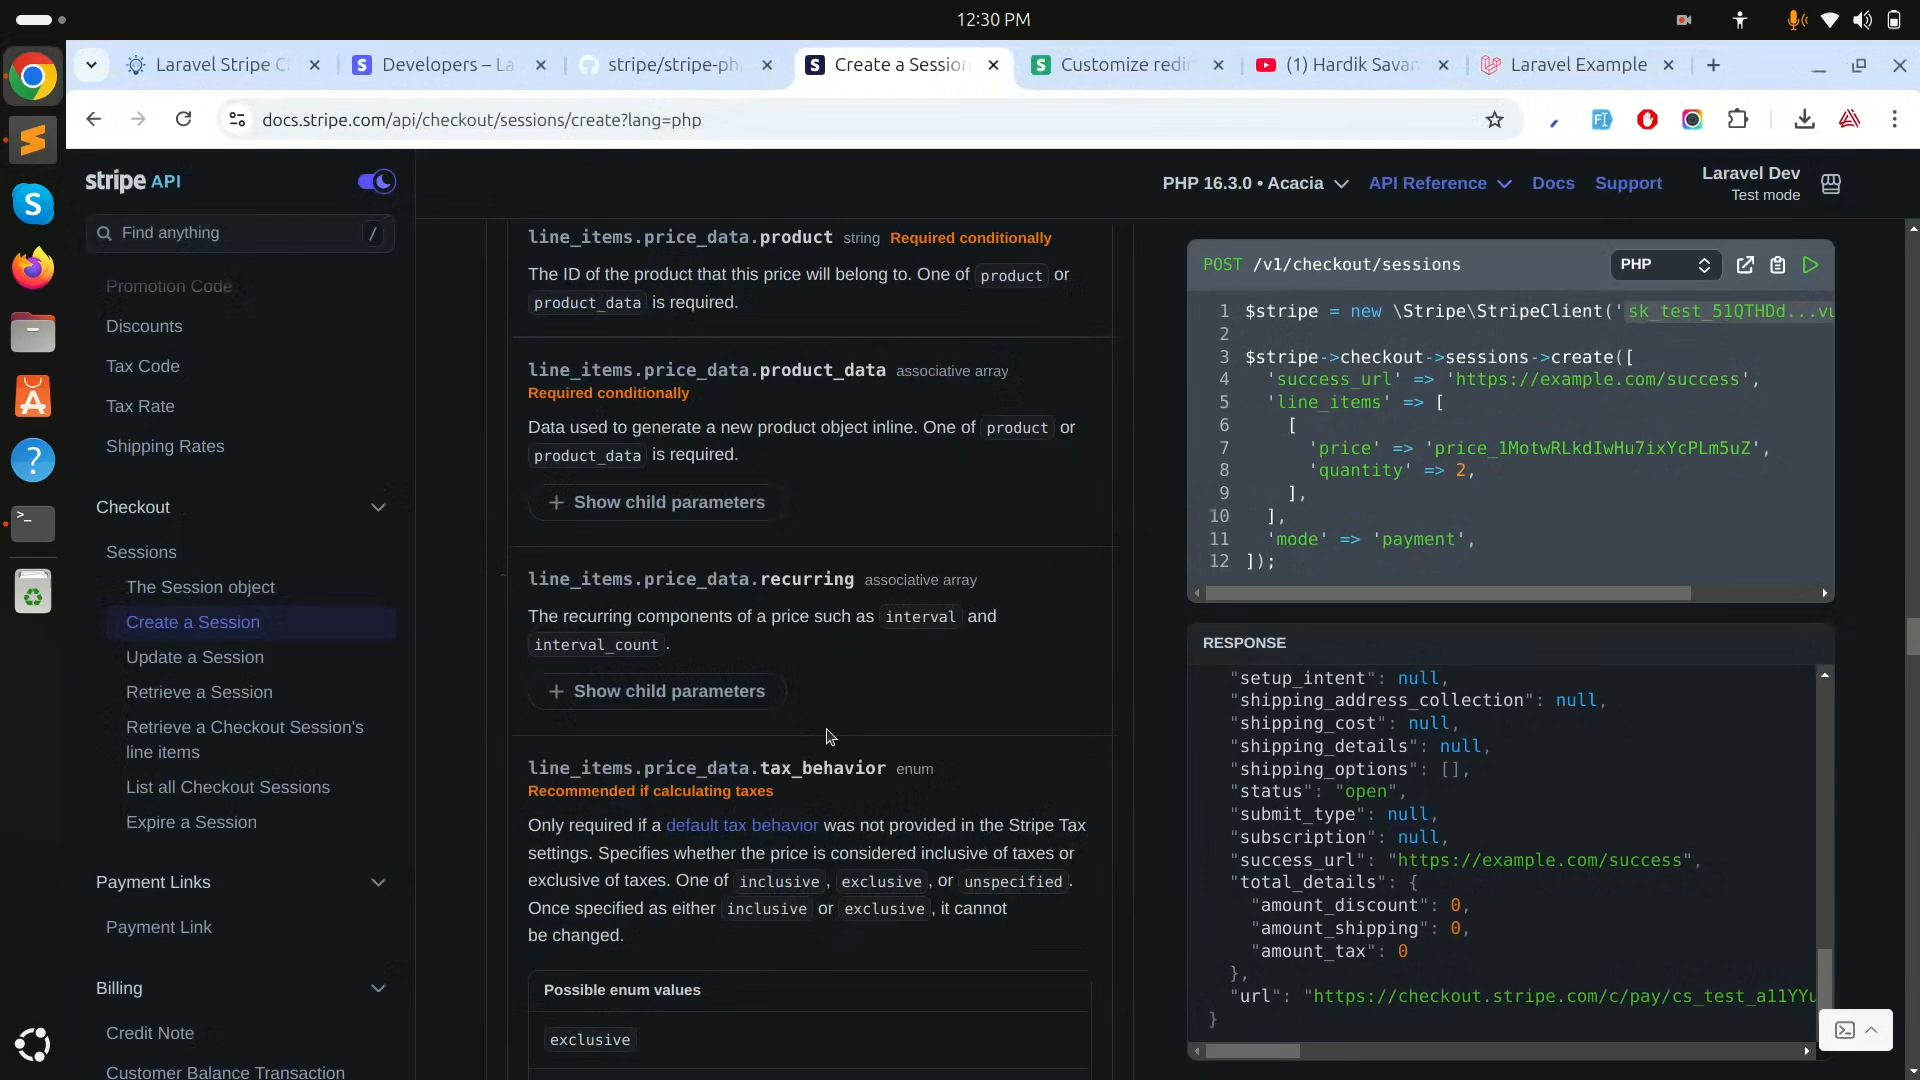 12:30 PM
Laravel Stripe C
Developers – La
stripe/stripe-ph
Create a Session
Customize redi
(1) Hardik Savan
Laravel Example
docs.stripe.com/api/checkout/sessions/create?lang=php
stripe API
Find anything /
Promotion Code
Discounts
Tax Code
Tax Rate
Shipping Rates
Checkout
Sessions
The Session object
Create a Session
Update a Session
Retrieve a Session
Retrieve a Checkout Session's
line items
List all Checkout Sessions
Expire a Session
Payment Links
Payment Link
Billing
Credit Note
Customer Balance Transaction
PHP 16.3.0 • Acacia
API Reference
Docs
Support
Laravel Dev
Test mode
line_items.price_data.product string Required conditionally
The ID of the product that this price will belong to. One of product or
product_data is required.
line_items.price_data.product_data associative array
Required conditionally
Data used to generate a new product object inline. One of product or
product_data is required.
+ Show child parameters
line_items.price_data.recurring associative array
The recurring components of a price such as interval and
interval_count.
+ Show child parameters
line_items.price_data.tax_behavior enum
Recommended if calculating taxes
Only required if a default tax behavior was not provided in the Stripe Tax
settings. Specifies whether the price is considered inclusive of taxes or
exclusive of taxes. One of inclusive, exclusive, or unspecified.
Once specified as either inclusive or exclusive, it cannot
be changed.
Possible enum values
exclusive
POST /v1/checkout/sessions
PHP
1 $stripe = new \Stripe\StripeClient('sk_test_51QTHDd...vu
2
3 $stripe->checkout->sessions->create([
4 'success_url' => 'https://example.com/success',
5 'line_items' => [
6 [
7 'price' => 'price_1MotwRLkdIwHu7ixYcPLm5uZ',
8 'quantity' => 2,
9 ],
10 ],
11 'mode' => 'payment',
12 ]);
RESPONSE
"setup_intent": null,
"shipping_address_collection": null,
"shipping_cost": null,
"shipping_details": null,
"shipping_options": [],
"status": "open",
"submit_type": null,
"subscription": null,
"success_url": "https://example.com/success",
"total_details": {
"amount_discount": 0,
"amount_shipping": 0,
"amount_tax": 0
},
"url": "https://checkout.stripe.com/c/pay/cs_test_a11YYu
}